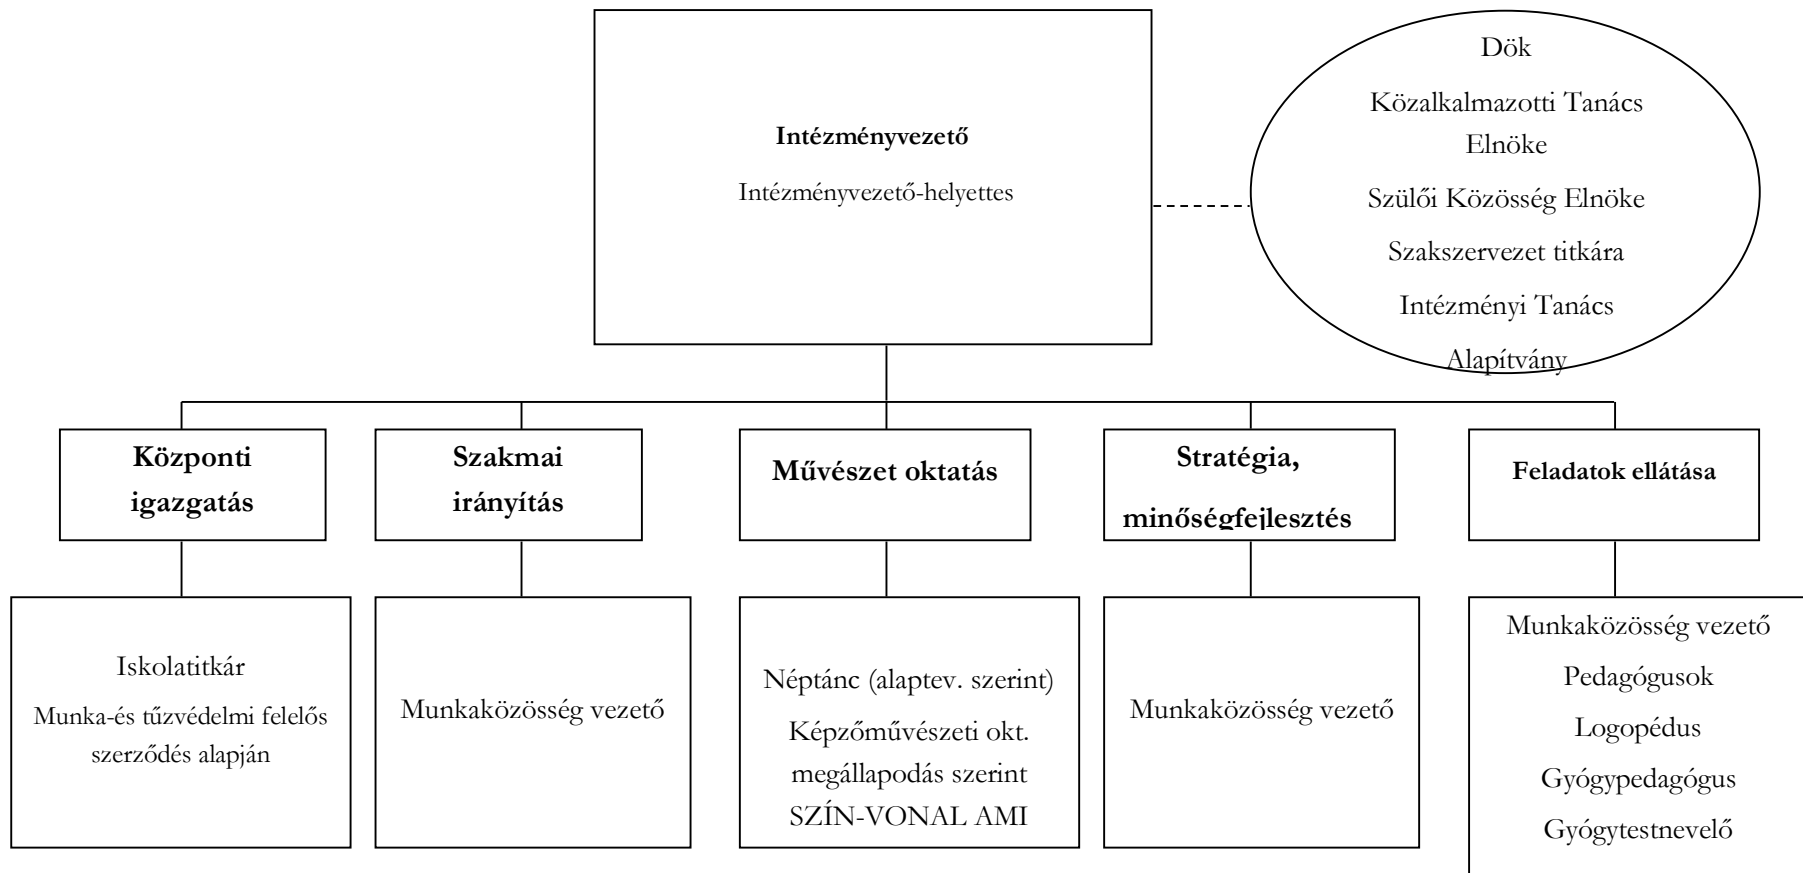 Intézményvezető
Intézményvezető-helyettes
Dök
Közalkalmazotti Tanács
Elnöke
Szülői Közösség Elnöke
Szakszervezet titkára
Intézményi Tanács
Alapítvány
Központi
igazgatás
Szakmai
irányítás
Művészet oktatás
Stratégia,
minőségfejlesztés
Feladatok ellátása
Iskolatitkár
Munka-és tűzvédelmi felelős
szerződés alapján
Munkaközösség vezető
Néptánc (alaptev. szerint)
Képzőművészeti okt.
megállapodás szerint
SZÍN-VONAL AMI
Munkaközösség vezető
Munkaközösség vezető
Pedagógusok
Logopédus
Gyógypedagógus
Gyógytestnevelő